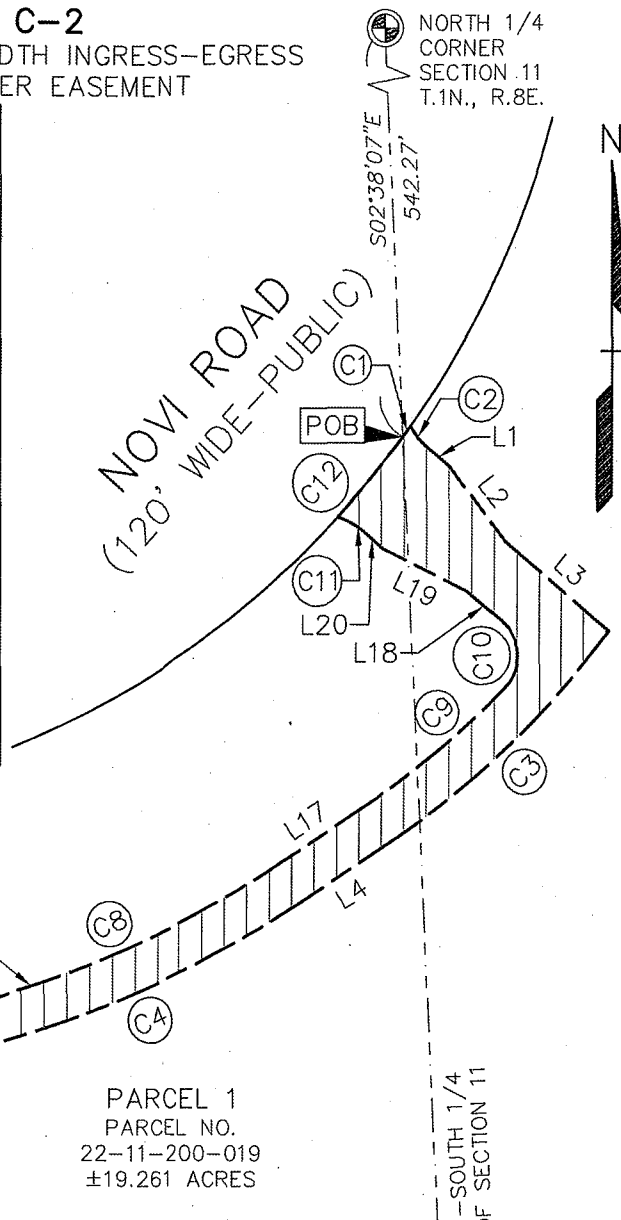 C-2
DTH INGRESS-EGRESS
ER EASEMENT
NORTH 1/4
CORNER
SECTION 11
T.1N., R.8E.
N
S02°38'07"E
542.27'
NOVI ROAD
(120' WIDE-PUBLIC)
C1
C2
POB
L1
L2
C12
L3
C11
L19
L20
L18
C10
C9
C3
L17
L4
C8
C4
PARCEL 1
PARCEL NO.
22-11-200-019
±19.261 ACRES
-SOUTH 1/4
OF SECTION 11